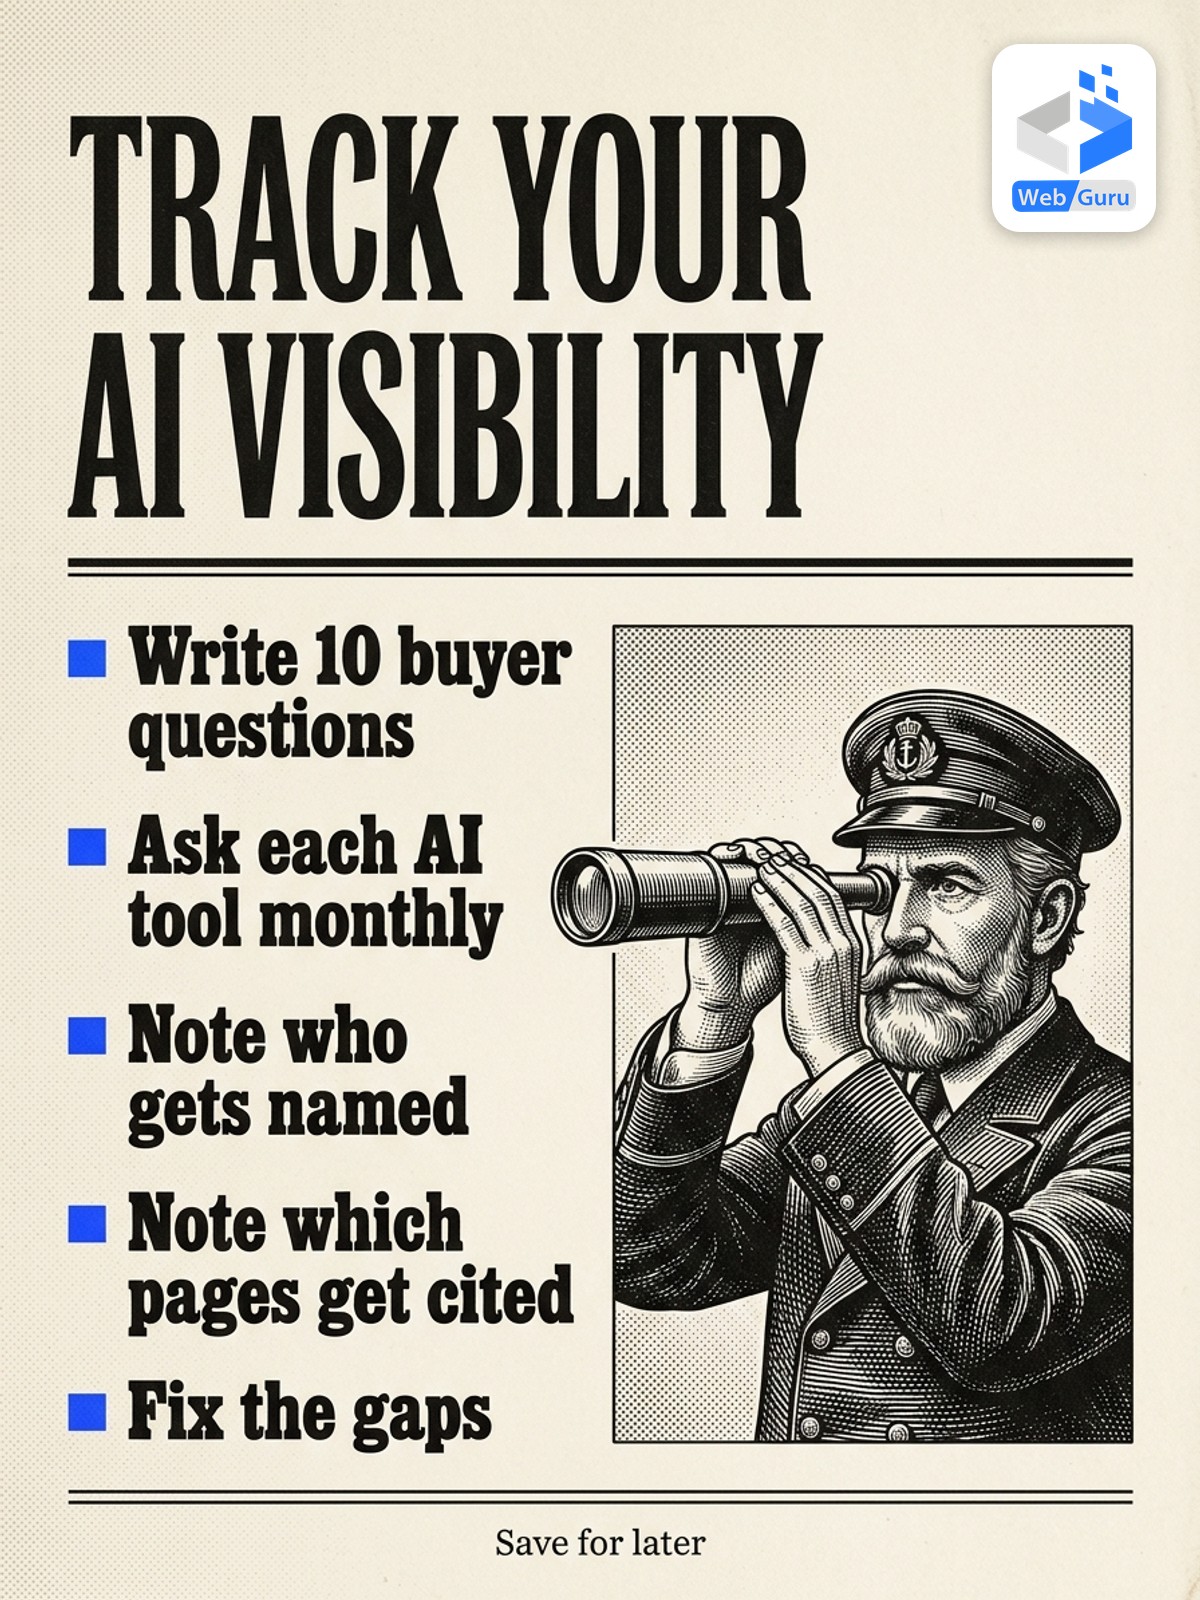 Web Guru
TRACK YOUR
AI VISIBILITY
Write 10 buyer
questions
Ask each AI
tool monthly
Note who
gets named
Note which
pages get cited
Fix the gaps
Save for later